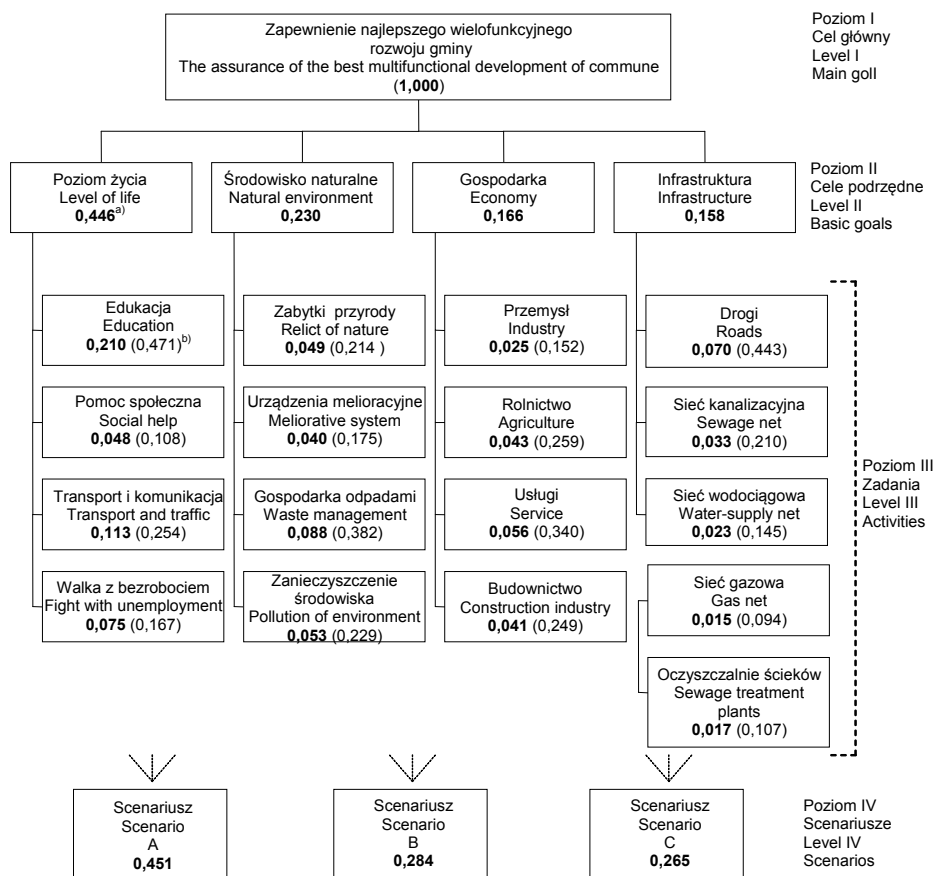 Zapewnienie najlepszego wielofunkcyjnego
rozwoju gminy
The assurance of the best multifunctional development of commune
(1,000)
Poziom I
Cel główny
Level I
Main goll
Poziom życia
Level of life
0,446a)
Środowisko naturalne
Natural environment
0,230
Gospodarka
Economy
0,166
Infrastruktura
Infrastructure
0,158
Poziom II
Cele podrzędne
Level II
Basic goals
Edukacja
Education
0,210 (0,471)b)
Zabytki przyrody
Relict of nature
0,049 (0,214 )
Przemysł
Industry
0,025 (0,152)
Drogi
Roads
0,070 (0,443)
Pomoc społeczna
Social help
0,048 (0,108)
Urządzenia melioracyjne
Meliorative system
0,040 (0,175)
Rolnictwo
Agriculture
0,043 (0,259)
Sieć kanalizacyjna
Sewage net
0,033 (0,210)
Transport i komunikacja
Transport and traffic
0,113 (0,254)
Gospodarka odpadami
Waste management
0,088 (0,382)
Usługi
Service
0,056 (0,340)
Sieć wodociągowa
Water-supply net
0,023 (0,145)
Poziom III
Zadania
Level III
Activities
Walka z bezrobociem
Fight with unemployment
0,075 (0,167)
Zanieczyszczenie
środowiska
Pollution of environment
0,053 (0,229)
Budownictwo
Construction industry
0,041 (0,249)
Sieć gazowa
Gas net
0,015 (0,094)
Oczyszczalnie ścieków
Sewage treatment
plants
0,017 (0,107)
Scenariusz
Scenario
A
0,451
Scenariusz
Scenario
B
0,284
Scenariusz
Scenario
C
0,265
Poziom IV
Scenariusze
Level IV
Scenarios